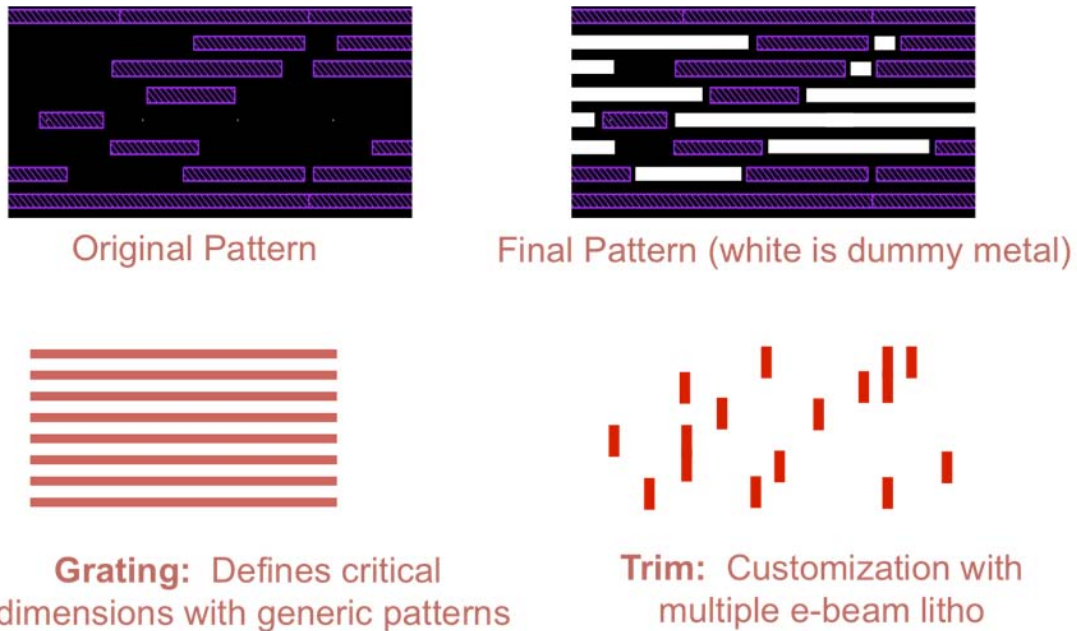 Original Pattern
Final Pattern (white is dummy metal)
Grating: Defines critical
dimensions with generic patterns
Trim: Customization with
multiple e-beam litho